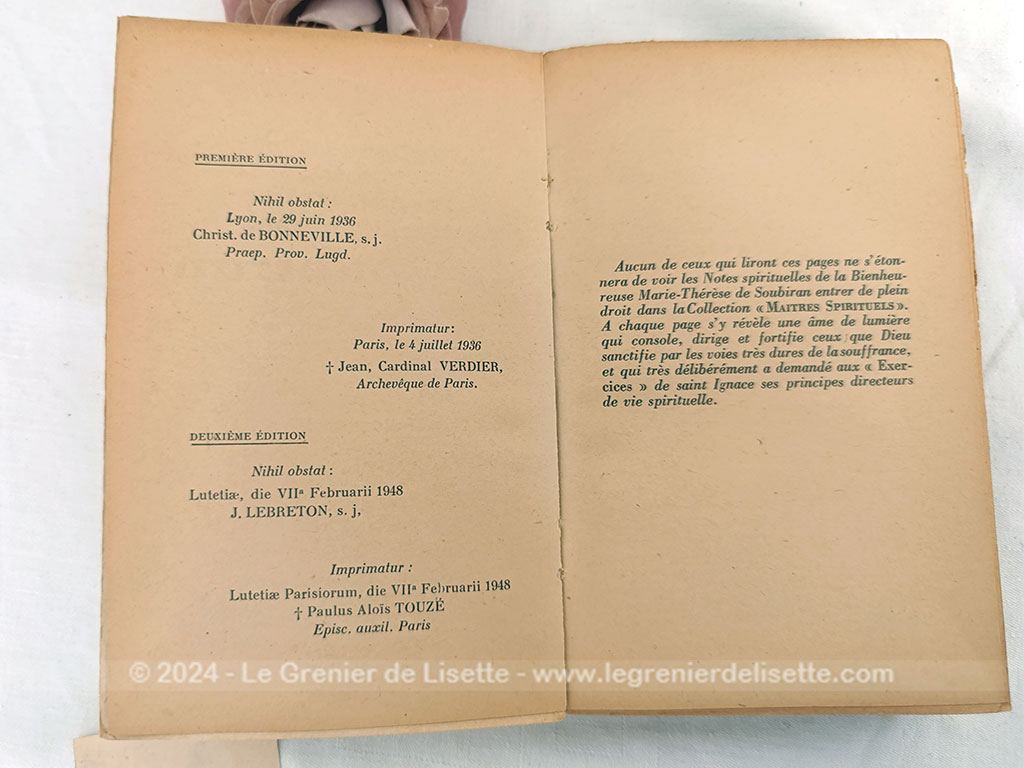 PREMIÈRE ÉDITION
Nihil obstat :
Lyon, le 29 juin 1936
Christ. de BONNEVILLE, s. j.
Praep. Prov. Lugd.
Imprimatur:
Paris, le 4 juillet 1936
† Jean, Cardinal VERDIER,
Archevêque de Paris.
DEUXIÈME ÉDITION
Nihil obstat :
Lutetiæ, die VIIª Februarii 1948
J. LEBRETON, s. j,
Imprimatur :
Lutetiæ Parisiorum, die VIIª Februarii 1948
† Paulus Aloïs TOUZÉ
Episc. auxil. Paris
Aucun de ceux qui liront ces pages ne s'éton-
nera de voir les Notes spirituelles de la Bienheu-
reuse Marie-Thérèse de Soubiran entrer de plein
droit dans la Collection « MAITRES SPIRITUELS ».
A chaque page s'y révèle une âme de lumière
qui console, dirige et fortifie ceux que Dieu
sanctifie par les voies très dures de la souffrance,
et qui très délibérément a demandé aux « Exer-
cices » de saint Ignace ses principes directeurs
de vie spirituelle.
© 2024 - Le Grenier de Lisette - www.legrenierdelisette.com